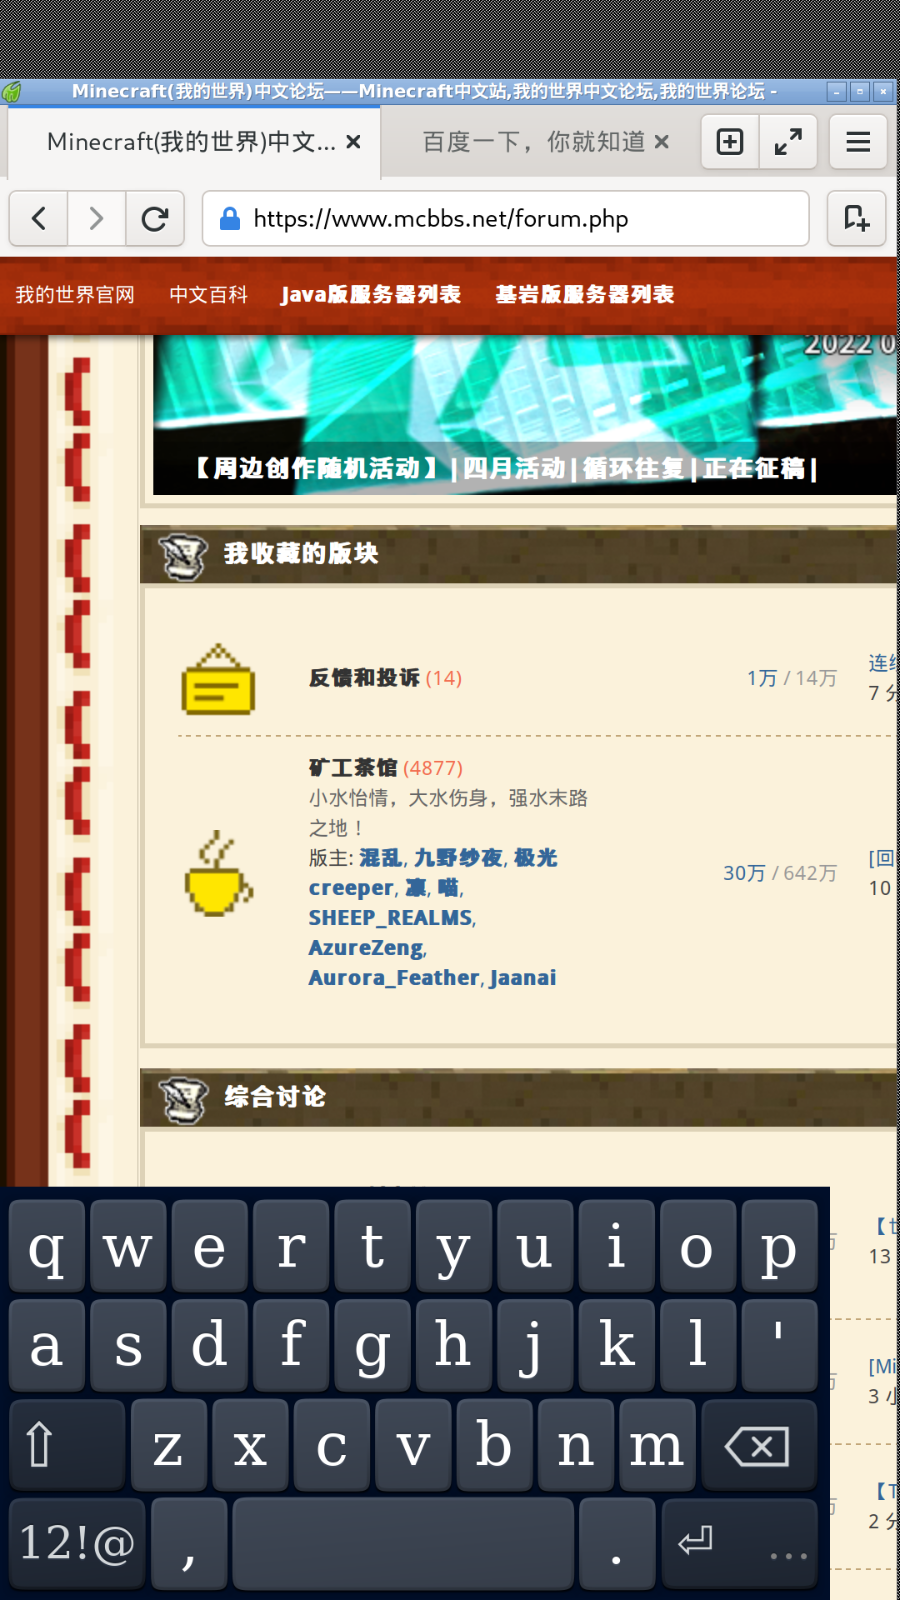 Minecraft(我的世界)中文论坛——Minecraft中文站,我的世界中文论坛,我的世界论坛 -
Minecraft(我的世界)中文...
百度一下，你就知道
https://www.mcbbs.net/forum.php
我的世界官网 中文百科 Java版服务器列表 基岩版服务器列表
2022 0
【周边创作随机活动】|四月活动|循环往复|正在征稿|
我收藏的版块
反馈和投诉 (14)
1万 / 14万
7 分
矿工茶馆 (4877)
小水怡情，大水伤身，强水末路
之地！
版主: 混乱, 九野纱夜, 极光
creeper, 凛, 喵,
SHEEP_REALMS,
AzureZeng,
Aurora_Feather, Jaanai
30万 / 642万
[回
10
综合讨论
13
[Mi
3 小
【T
2 分
q w e r t y u i o p
a s d f g h j k l '
⇧ z x c v b n m
12!@ , . ...